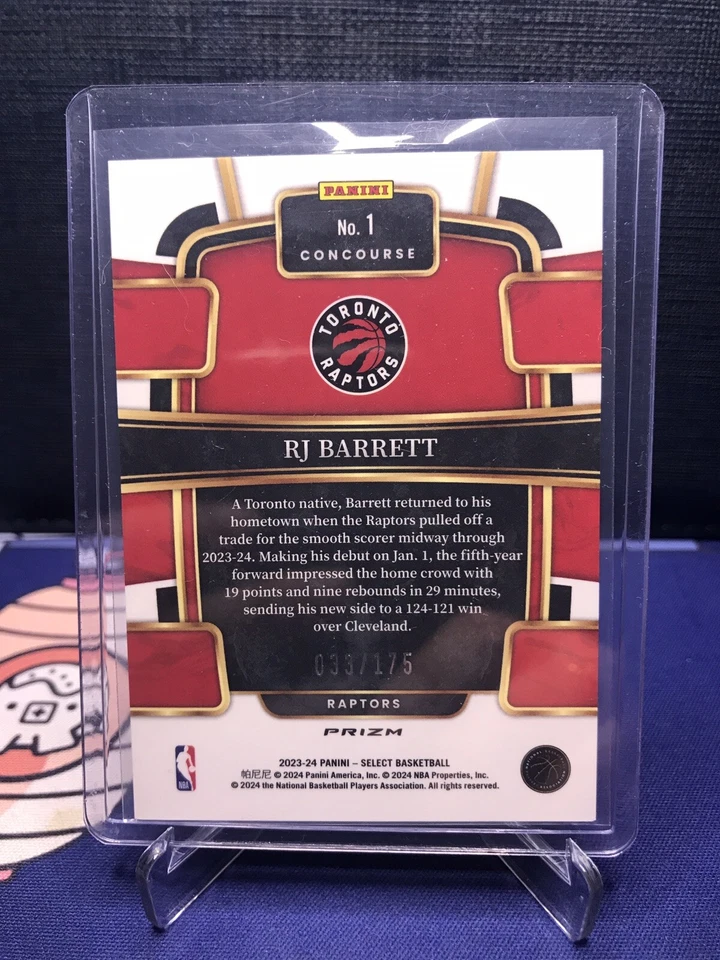 PANINI
No. 1
CONCOURSE
TORONTO
RAPTORS
RJ BARRETT
A Toronto native, Barrett returned to his
hometown when the Raptors pulled off a
trade for the smooth scorer midway through
2023-24. Making his debut on Jan. 1, the fifth-year
forward impressed the home crowd with
19 points and nine rebounds in 29 minutes,
sending his new side to a 124-121 win
over Cleveland.
033/175
RAPTORS
PRIZM
2023-24 PANINI – SELECT BASKETBALL
帕尼尼 © 2024 Panini America, Inc. © 2024 NBA Properties, Inc.
© 2024 the National Basketball Players Association. All rights reserved.
NBA